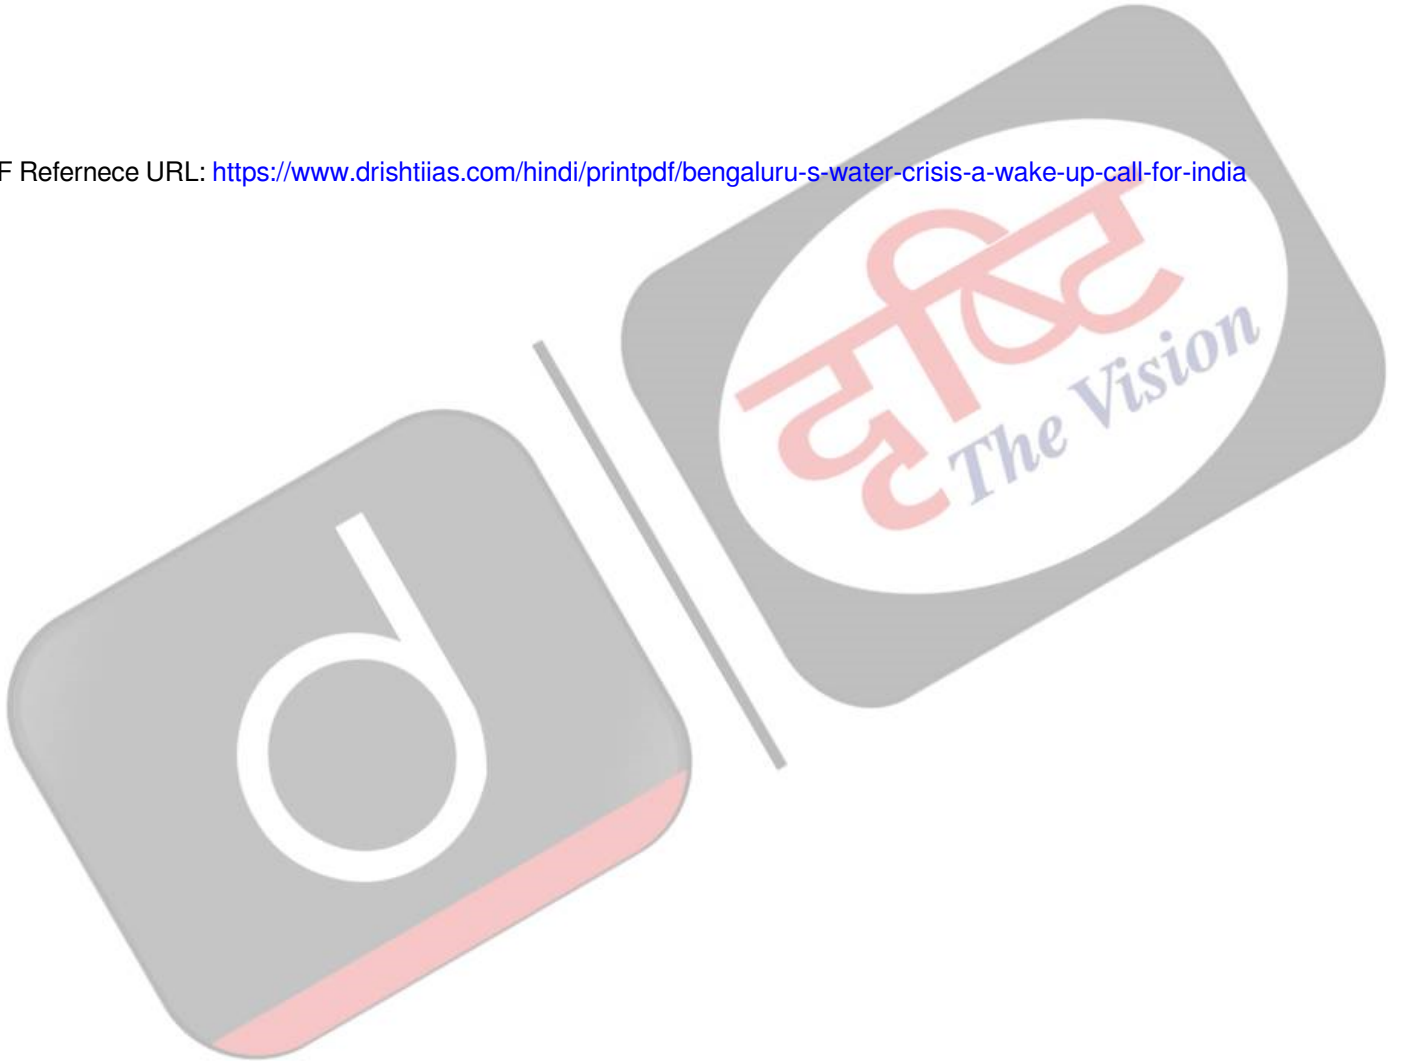 F Refernece URL: https://www.drishtiias.com/hindi/printpdf/bengaluru-s-water-crisis-a-wake-up-call-for-india
दृष्टि
The Vision
d